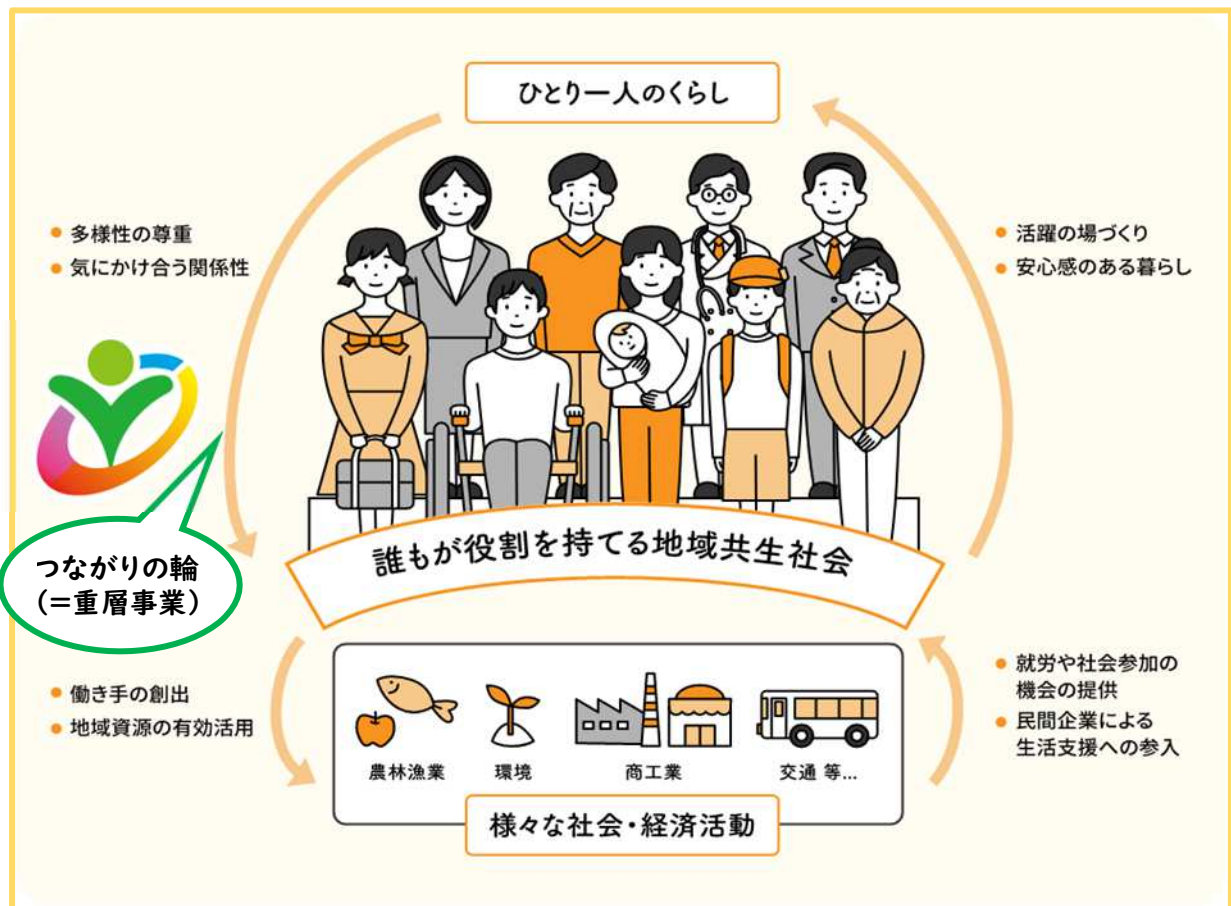 ひとり一人のくらし
多様性の尊重
気にかけ合う関係性
活躍の場づくり
安心感のある暮らし
つながりの輪
(=重層事業)
誰もが役割を持てる地域共生社会
働き手の創出
地域資源の有効活用
就労や社会参加の
機会の提供
民間企業による
生活支援への参入
農林漁業
環境
商工業
交通 等...
様々な社会・経済活動